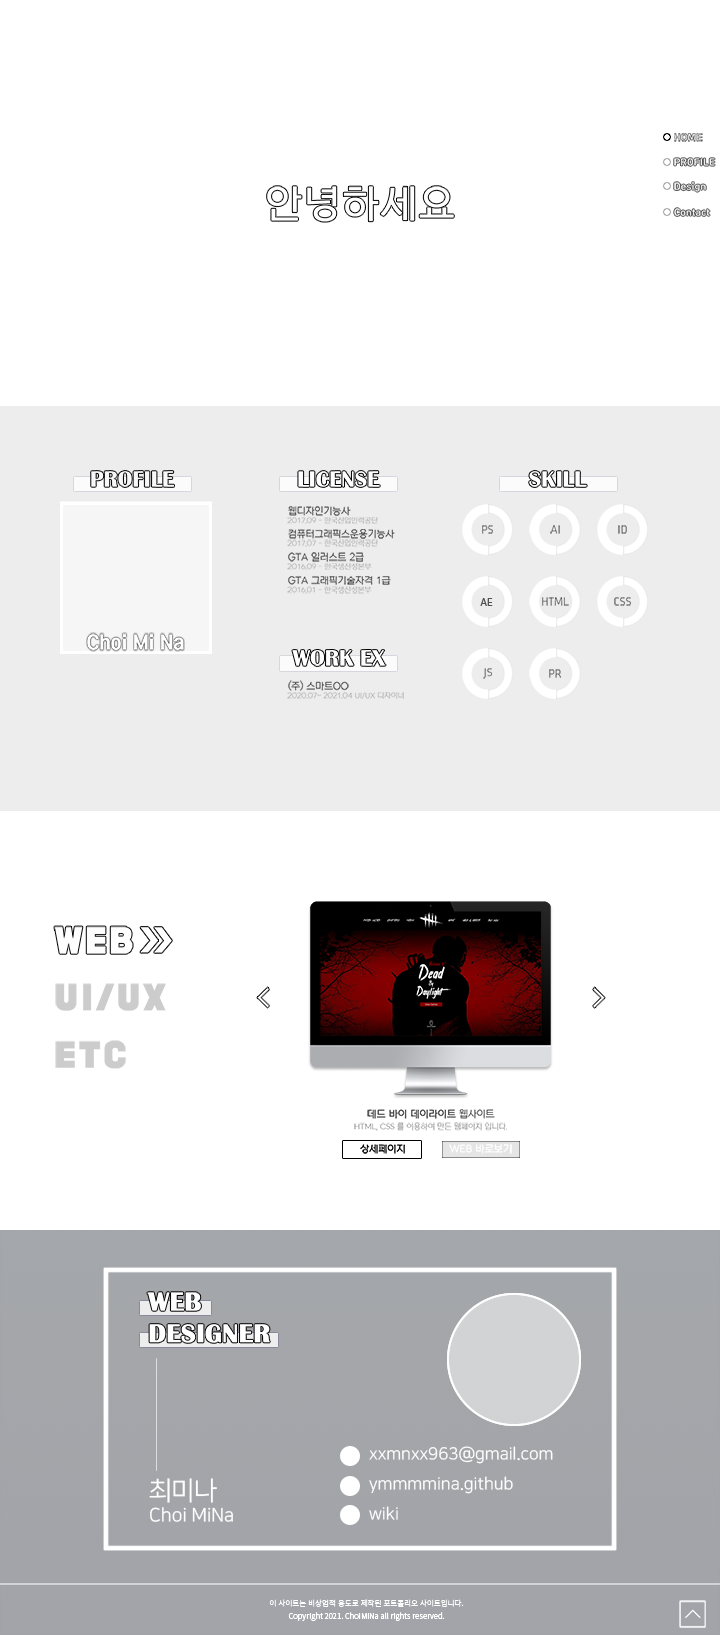 안녕하세요
HOME
PROFILE
Design
Contact
PROFILE
Choi Mi Na
LICENSE
웹디자인기능사
2017.09 - 한국산업인력공단
컴퓨터그래픽스운용기능사
2017.07 - 한국산업인력공단
GTA 일러스트 2급
2016.09 - 한국생산성본부
GTA 그래픽기술자격 1급
2016.01 - 한국생산성본부
WORK EX
(주) 스마트OO
2020.07~ 2021.04 UI/UX 디자이너
SKILL
PS
AI
ID
AE
HTML
CSS
JS
PR
WEB
UI/UX
ETC
Dead
By
Daylight
데드 바이 데이라이트 웹사이트
HTML, CSS 를 이용하여 만든 웹페이지 입니다.
상세페이지
WEB 바로보기
WEB
DESIGNER
최미나
Choi MiNa
xxmnxx963@gmail.com
ymmmmina.github
wiki
이 사이트는 비상업적 용도로 제작된 포트폴리오 사이트입니다.
Copyright 2021. ChoiMiNa all rights reserved.